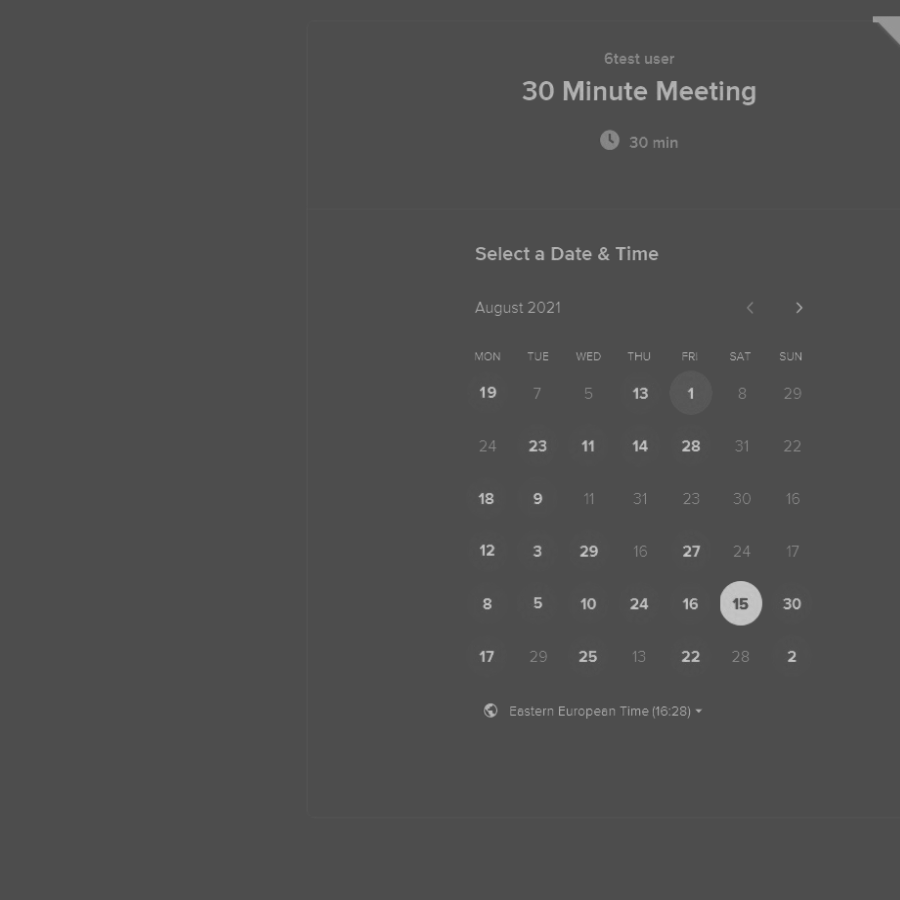 6test user
30 Minute Meeting
30 min
Select a Date & Time
August 2021
MON TUE WED THU FRI SAT SUN
19 7 5 13 1 8 29
24 23 11 14 28 31 22
18 9 11 31 23 30 16
12 3 29 16 27 24 17
8 5 10 24 16 15 30
17 29 25 13 22 28 2
Eastern European Time (16:28)